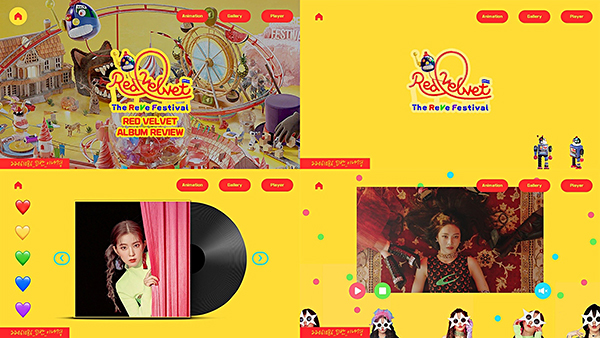 Animation
Gallery
Player
Red Velvet
The ReVe Festival
RED VELVET
ALBUM REVIEW
Animation
Gallery
Player
Red Velvet
The ReVe Festival
Animation
Gallery
Player
Animation
Gallery
Player